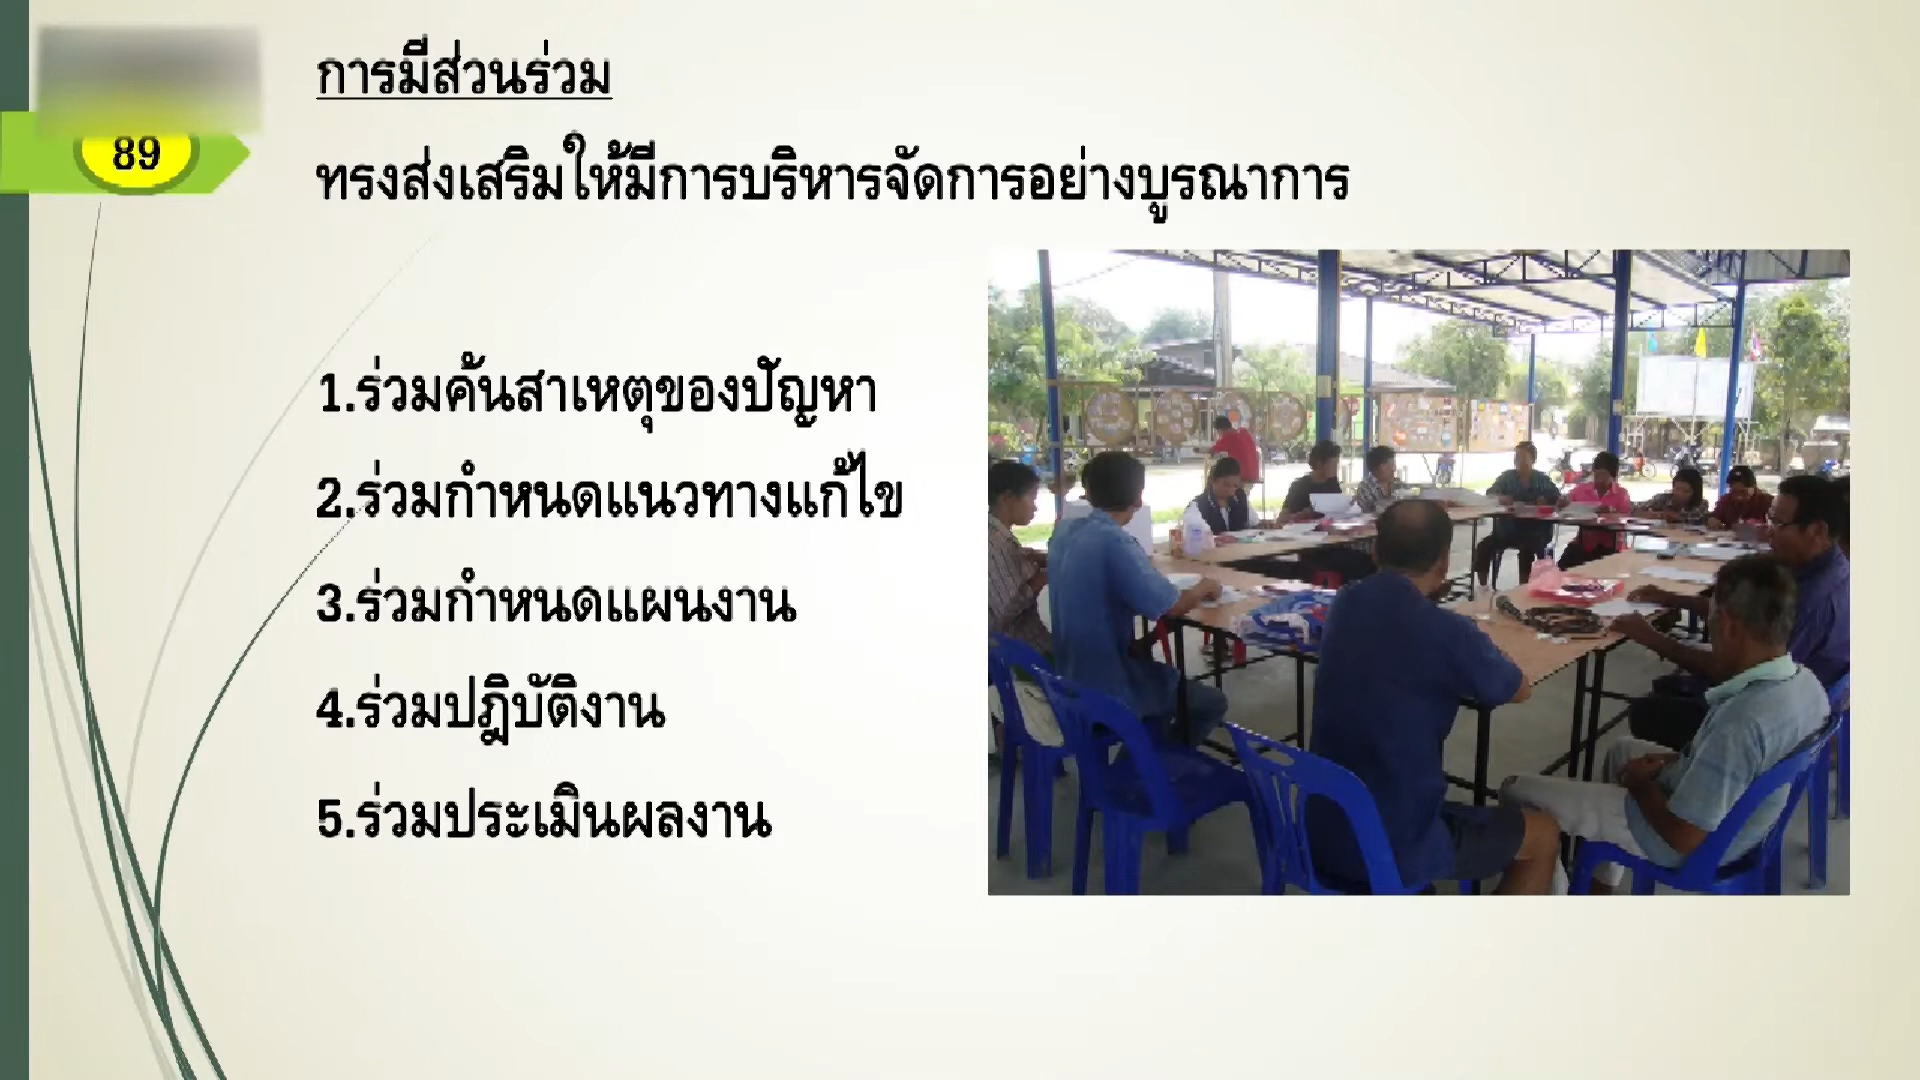 การมีส่วนร่วม
89
ทรงส่งเสริมให้มีการบริหารจัดการอย่างบูรณาการ
1.ร่วมค้นสาเหตุของปัญหา
2.ร่วมกำหนดแนวทางแก้ไข
3.ร่วมกำหนดแผนงาน
4.ร่วมปฎิบัติงาน
5.ร่วมประเมินผลงาน